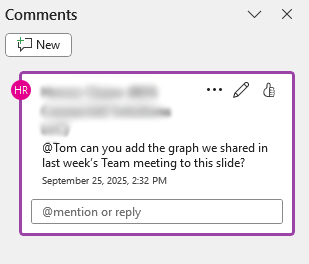 Comments
New
HR
@Tom can you add the graph we shared in
last week's Team meeting to this slide?
September 25, 2025, 2:32 PM
@mention or reply